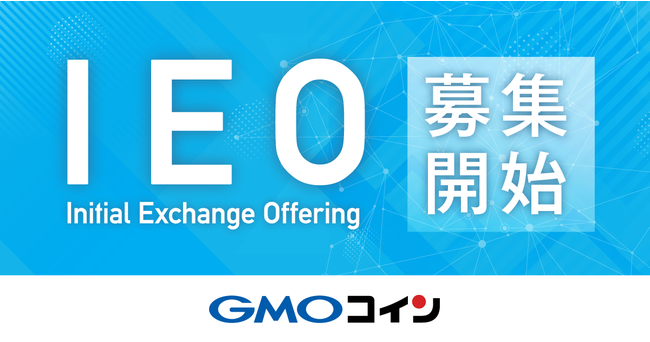 IEO
Initial Exchange Offering
募集
開始
GMOコイン